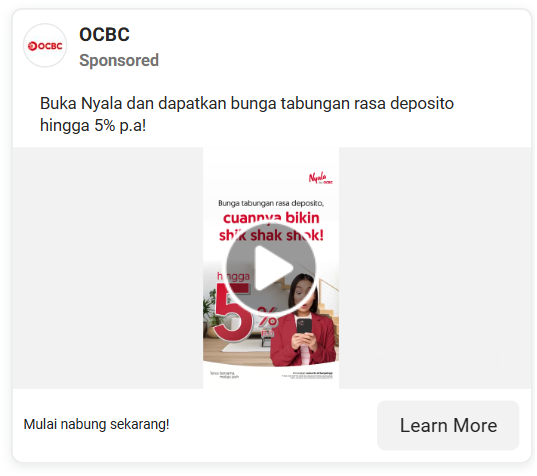 OCBC
OCBC
Sponsored
Buka Nyala dan dapatkan bunga tabungan rasa deposito
hingga 5% p.a!
Nyala
OCBC
Bunga tabungan rasa deposito,
cuannya bikin
shik shak shok!
hingga
5%
Mulai nabung sekarang!
Learn More